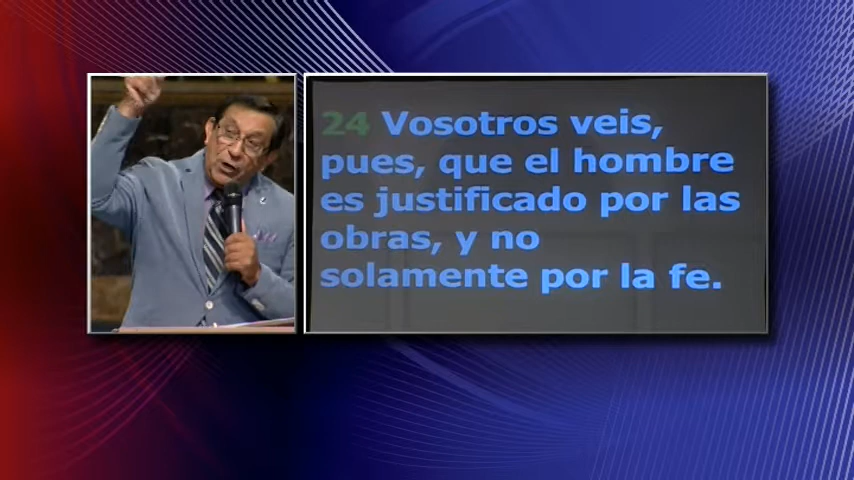 24 Vosotros veis,
pues, que el hombre
es justificado por las
obras, y no
solamente por la fe.